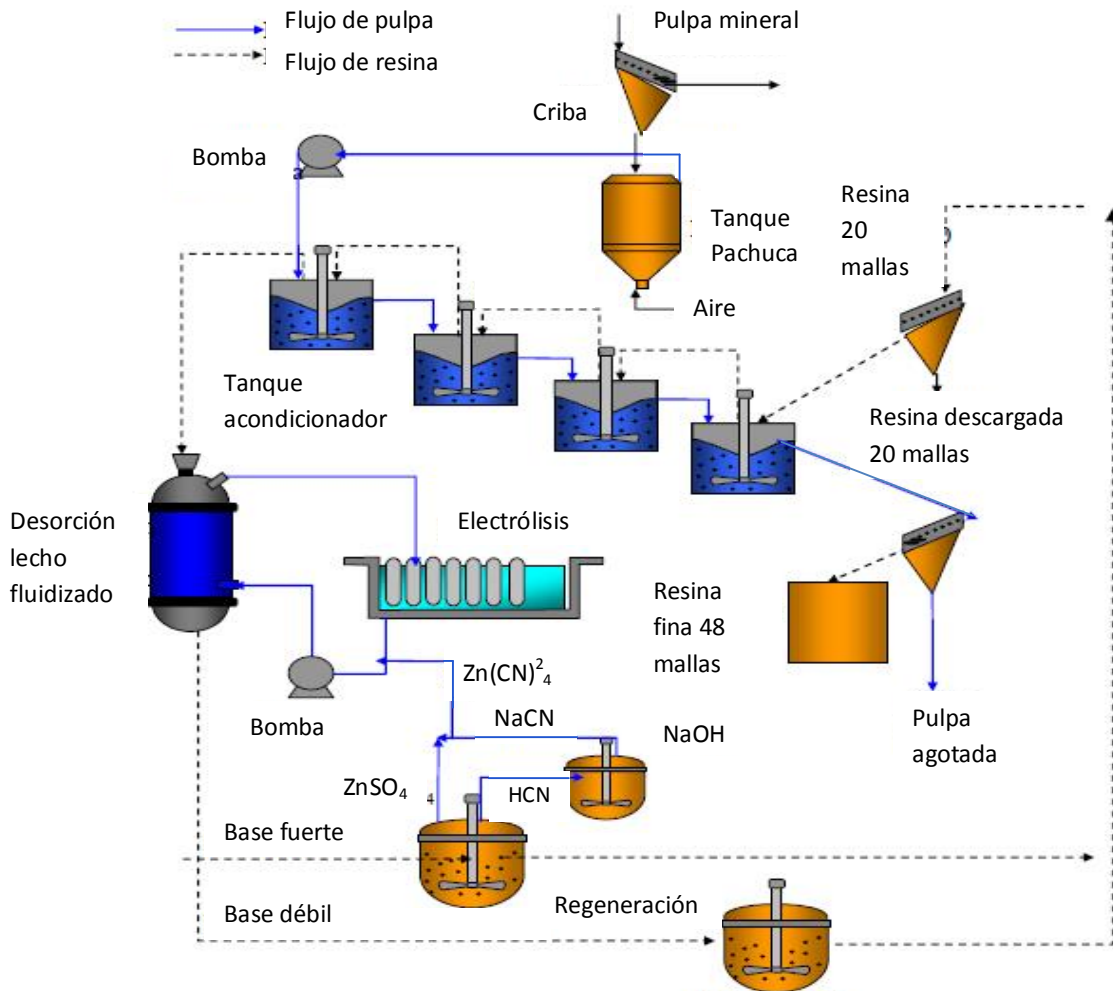 Flujo de pulpa
Flujo de resina
Pulpa mineral
Criba
Bomba
a
Tanque
Pachuca
Aire
Resina
20
mallas
Tanque
acondicionador
Resina descargada
20 mallas
Desorción
lecho
fluidizado
Electrólisis
Resina
fina 48
mallas
Bomba
Zn(CN)²₄
NaCN
NaOH
Pulpa
agotada
ZnSO₄
4
HCN
Base fuerte
Base débil
Regeneración